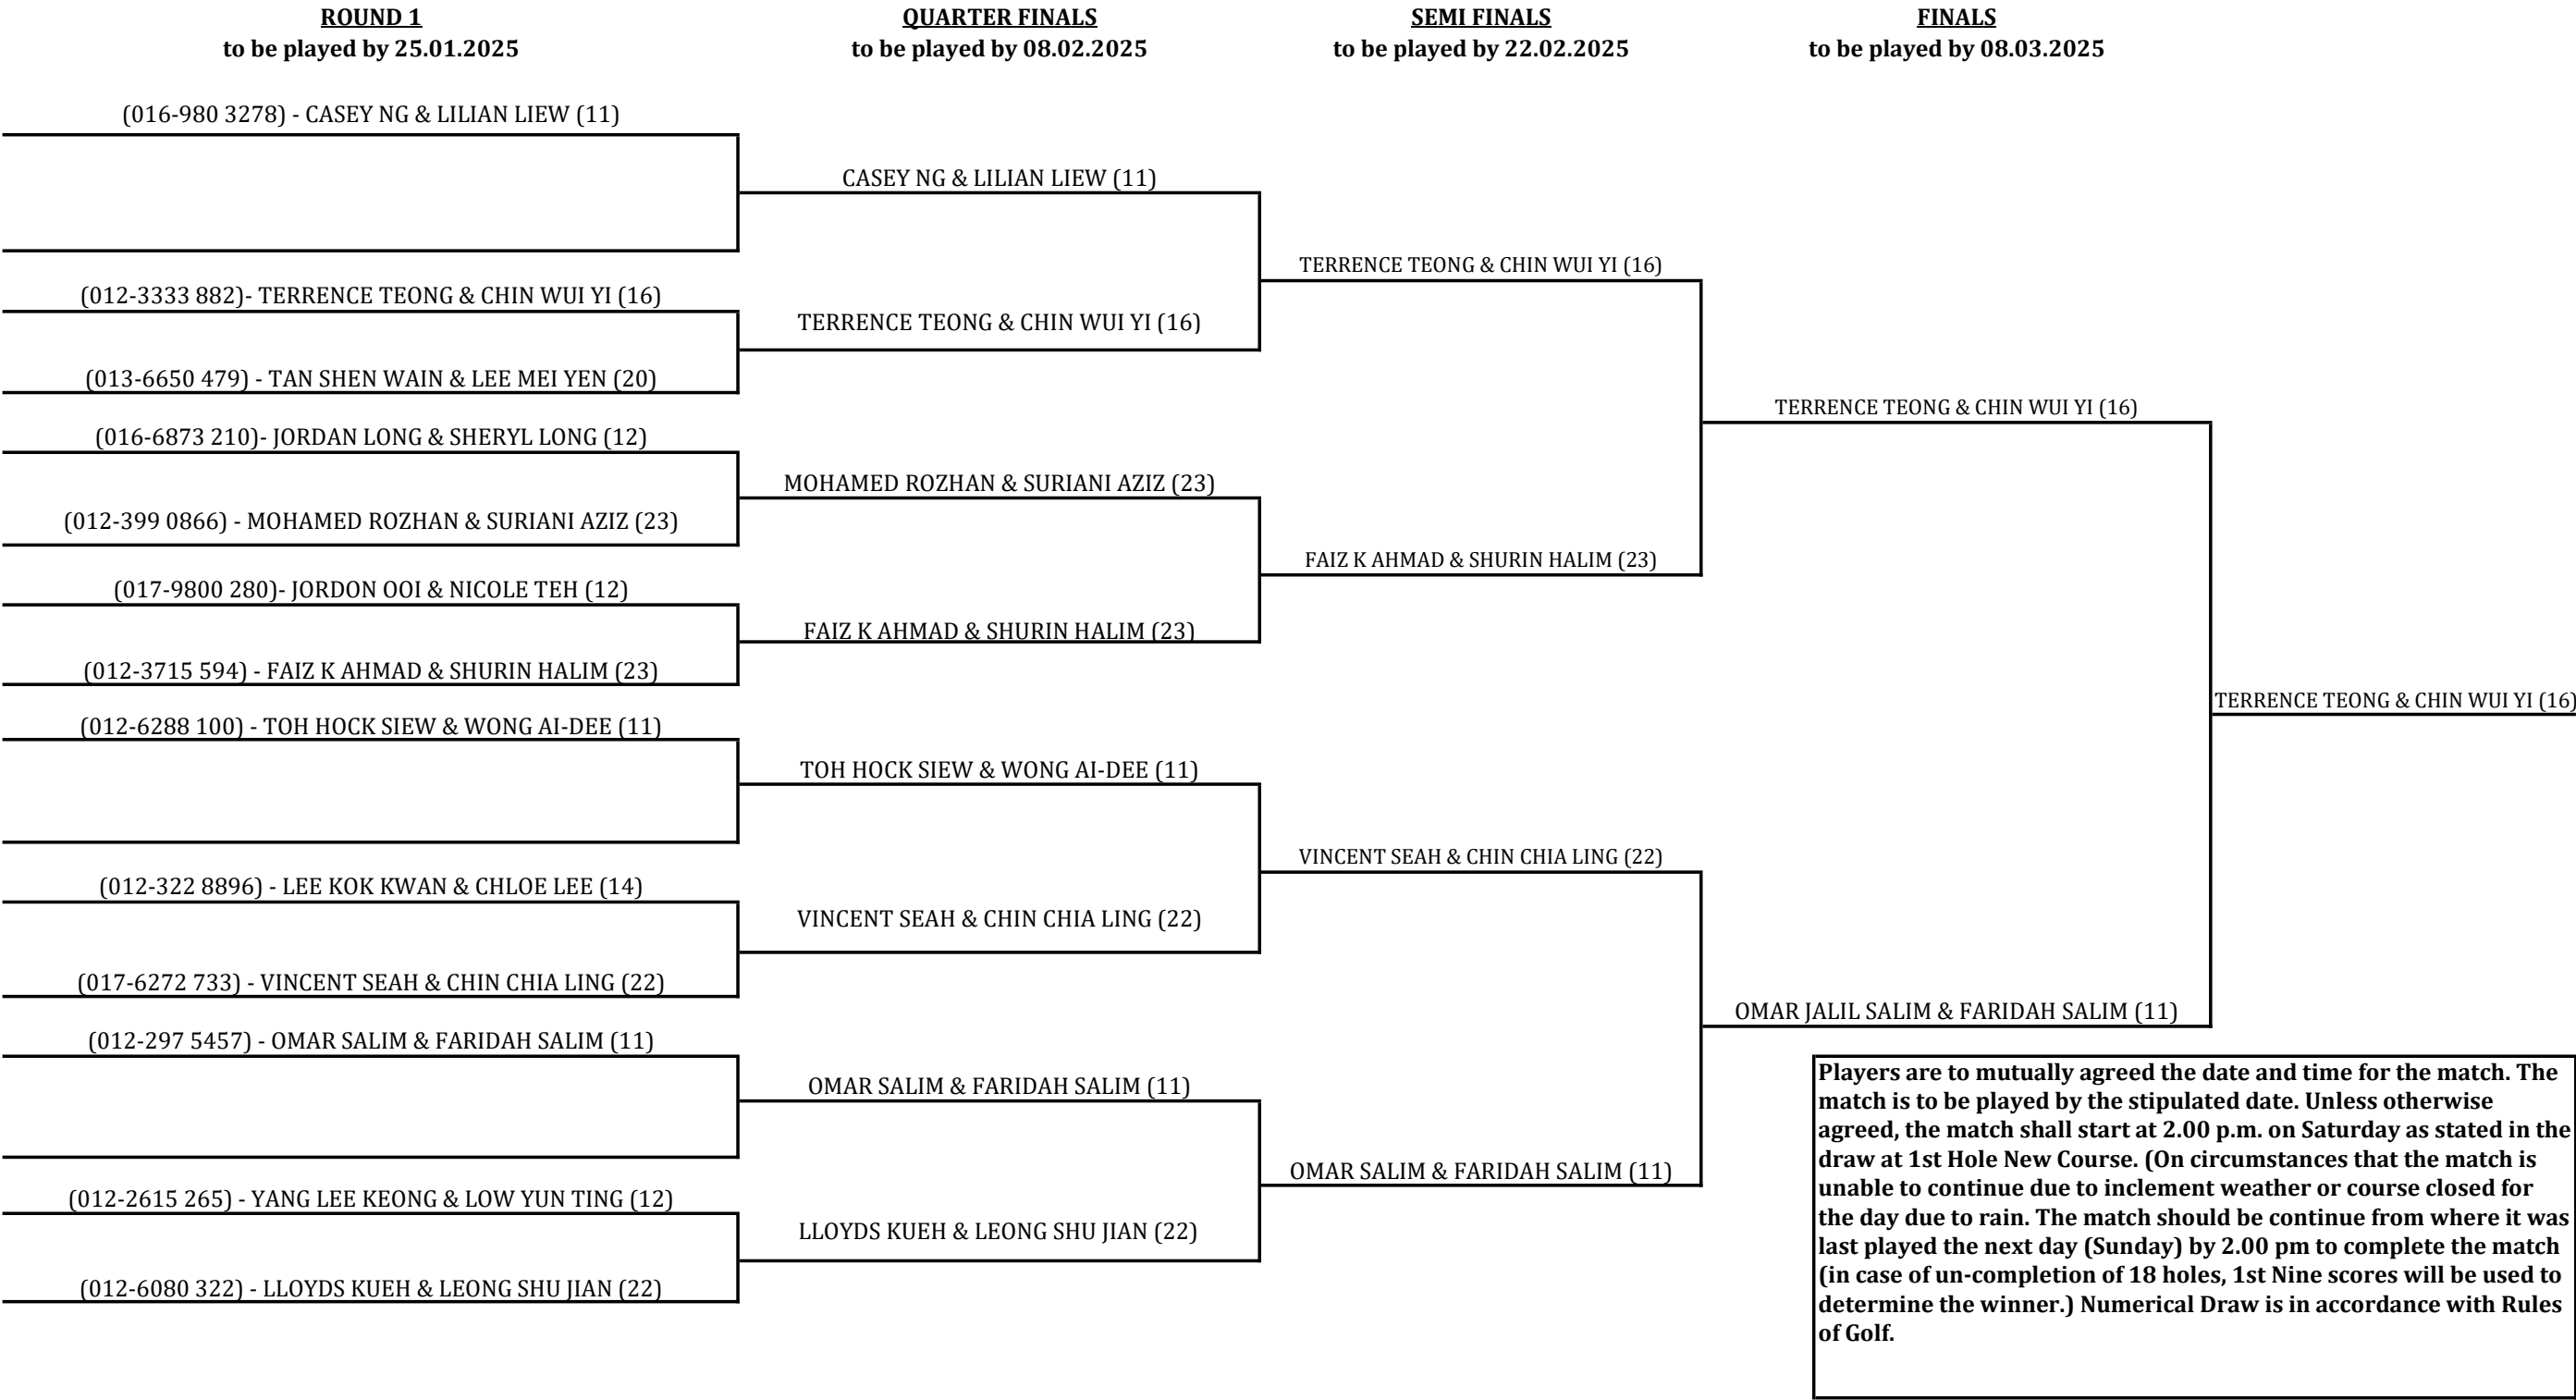 ROUND 1
to be played by 25.01.2025
QUARTER FINALS
to be played by 08.02.2025
SEMI FINALS
to be played by 22.02.2025
FINALS
to be played by 08.03.2025
(016-980 3278) - CASEY NG & LILIAN LIEW (11)
(012-3333 882)- TERRENCE TEONG & CHIN WUI YI (16)
(013-6650 479) - TAN SHEN WAIN & LEE MEI YEN (20)
(016-6873 210)- JORDAN LONG & SHERYL LONG (12)
(012-399 0866) - MOHAMED ROZHAN & SURIANI AZIZ (23)
(017-9800 280)- JORDON OOI & NICOLE TEH (12)
(012-3715 594) - FAIZ K AHMAD & SHURIN HALIM (23)
(012-6288 100) - TOH HOCK SIEW & WONG AI-DEE (11)
(012-322 8896) - LEE KOK KWAN & CHLOE LEE (14)
(017-6272 733) - VINCENT SEAH & CHIN CHIA LING (22)
(012-297 5457) - OMAR SALIM & FARIDAH SALIM (11)
(012-2615 265) - YANG LEE KEONG & LOW YUN TING (12)
(012-6080 322) - LLOYDS KUEH & LEONG SHU JIAN (22)
CASEY NG & LILIAN LIEW (11)
TERRENCE TEONG & CHIN WUI YI (16)
MOHAMED ROZHAN & SURIANI AZIZ (23)
FAIZ K AHMAD & SHURIN HALIM (23)
TOH HOCK SIEW & WONG AI-DEE (11)
VINCENT SEAH & CHIN CHIA LING (22)
OMAR SALIM & FARIDAH SALIM (11)
LLOYDS KUEH & LEONG SHU JIAN (22)
TERRENCE TEONG & CHIN WUI YI (16)
FAIZ K AHMAD & SHURIN HALIM (23)
VINCENT SEAH & CHIN CHIA LING (22)
OMAR SALIM & FARIDAH SALIM (11)
TERRENCE TEONG & CHIN WUI YI (16)
OMAR JALIL SALIM & FARIDAH SALIM (11)
TERRENCE TEONG & CHIN WUI YI (16)
Players are to mutually agreed the date and time for the match. The
match is to be played by the stipulated date. Unless otherwise
agreed, the match shall start at 2.00 p.m. on Saturday as stated in the
draw at 1st Hole New Course. (On circumstances that the match is
unable to continue due to inclement weather or course closed for
the day due to rain. The match should be continue from where it was
last played the next day (Sunday) by 2.00 pm to complete the match
(in case of un-completion of 18 holes, 1st Nine scores will be used to
determine the winner.) Numerical Draw is in accordance with Rules
of Golf.